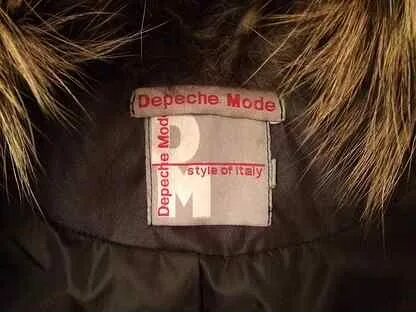 Depeche Mode
Depeche Mode
DM
style of italy